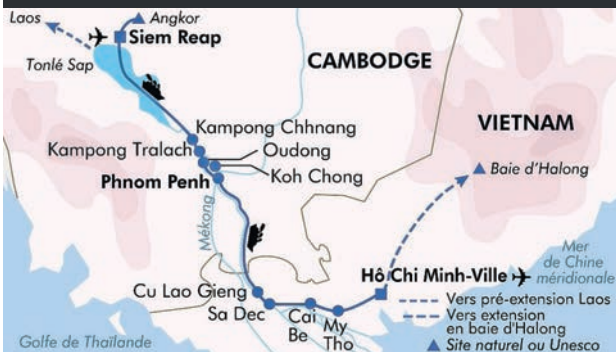 Laos
Angkor
Siem Reap
Tonlé Sap
CAMBODGE
Kampong Chhnang
VIETNAM
Kampong Tralach
Oudong
Koh Chong
Baie d'Halong
Phnom Penh
Mékong
Mer
de Chine
méridionale
Hô Chi Minh-Ville
Cu Lao Gieng
Sa Dec
Cai
Be
My
Tho
Vers pré-extension Laos
Vers extension
en baie d'Halong
Golfe de Thaïlande
Site naturel ou Unesco